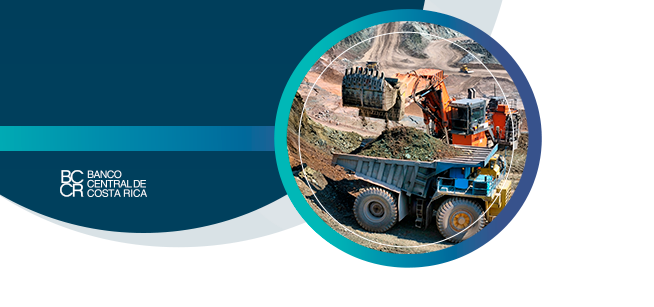 BC
CR
BANCO
CENTRAL DE
COSTA RICA